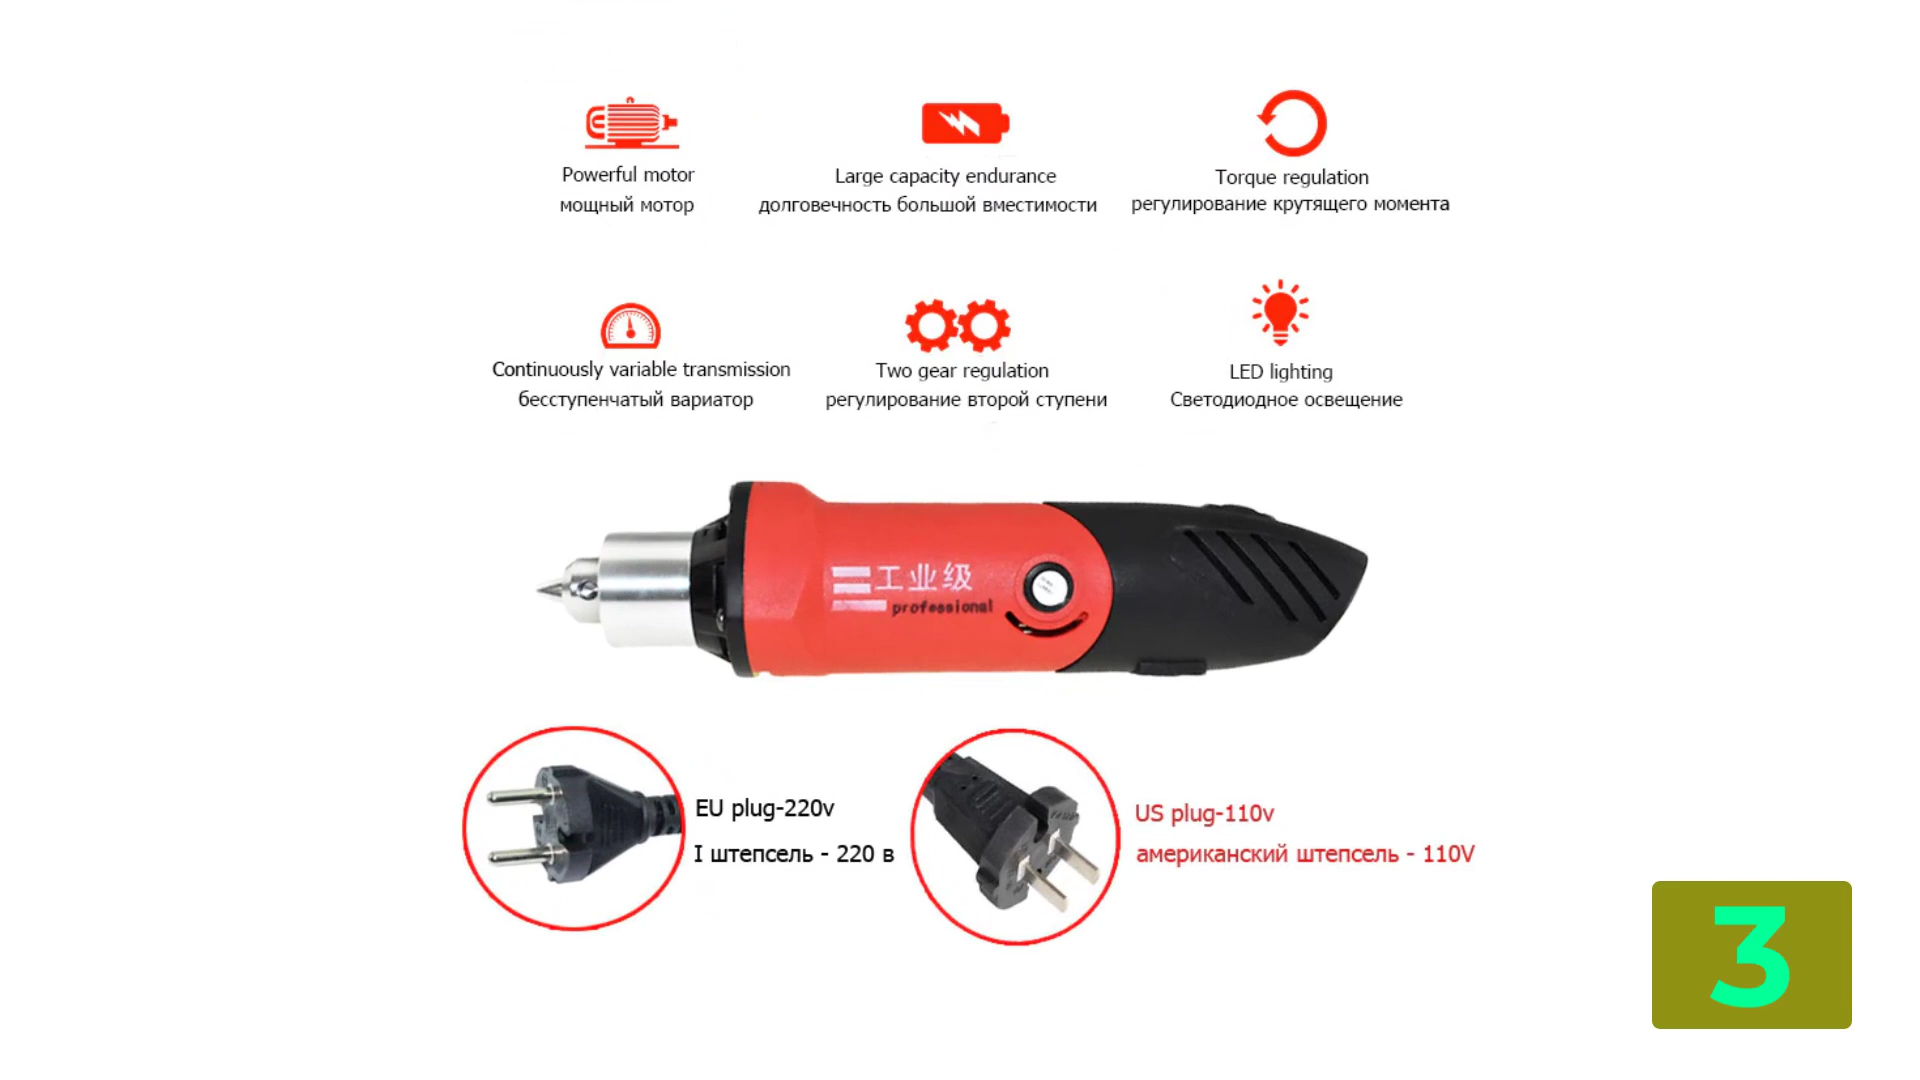 Powerful motor
мощный мотор
Large capacity endurance
долговечность большой вместимости
Torque regulation
регулирование крутящего момента
Continuously variable transmission
бесступенчатый вариатор
Two gear regulation
регулирование второй ступени
LED lighting
Светодиодное освещение
工业级
professional
EU plug-220v
I штепсель - 220 в
US plug-110v
американский штепсель - 110V
3